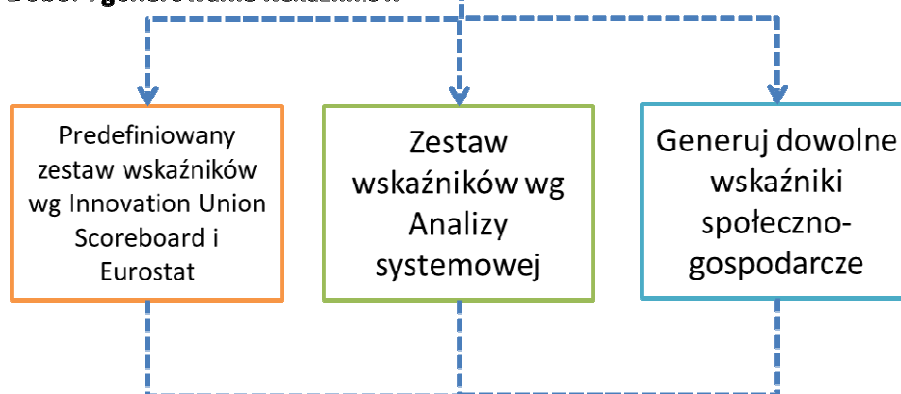 Predefiniowany
zestaw wskaźników
wg Innovation Union
Scoreboard i
Eurostat
Zestaw
wskaźników wg
Analizy
systemowej
Generuj dowolne
wskaźniki
społeczno-
gospodarcze